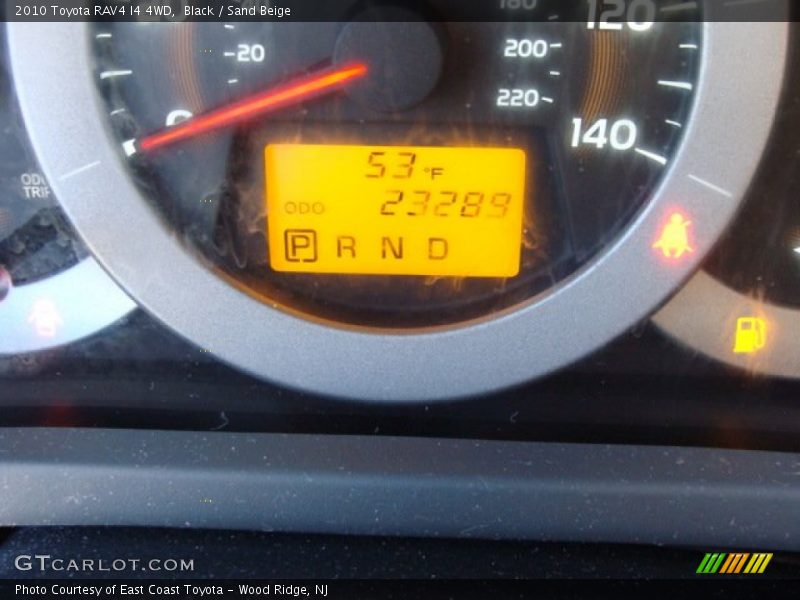 2010 Toyota RAV4 I4 4WD, Black / Sand Beige
180
120
20
200
0
220
140
53 °F
ODO 23289
ODO
TRIP
P R N D
GTCARLOT.COM
Photo Courtesy of East Coast Toyota - Wood Ridge, NJ